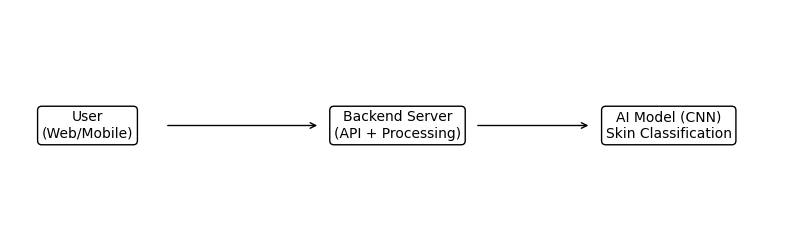 User
(Web/Mobile)
Backend Server
(API + Processing)
AI Model (CNN)
Skin Classification